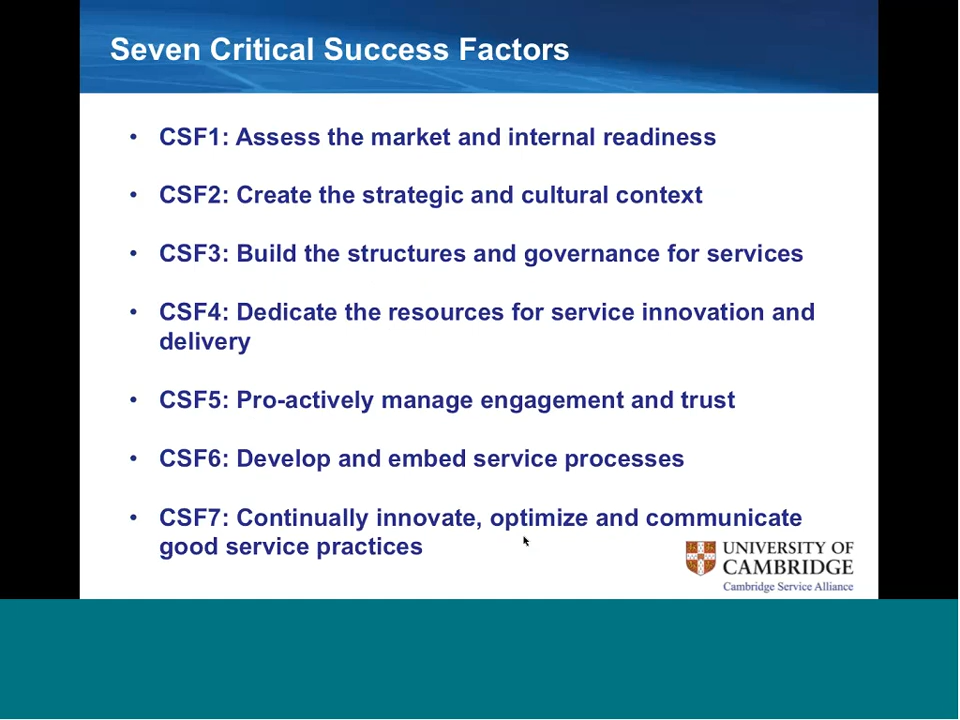 Seven Critical Success Factors
• CSF1: Assess the market and internal readiness
• CSF2: Create the strategic and cultural context
• CSF3: Build the structures and governance for services
• CSF4: Dedicate the resources for service innovation and
delivery
• CSF5: Pro-actively manage engagement and trust
• CSF6: Develop and embed service processes
• CSF7: Continually innovate, optimize and communicate
good service practices
UNIVERSITY OF
CAMBRIDGE
Cambridge Service Alliance